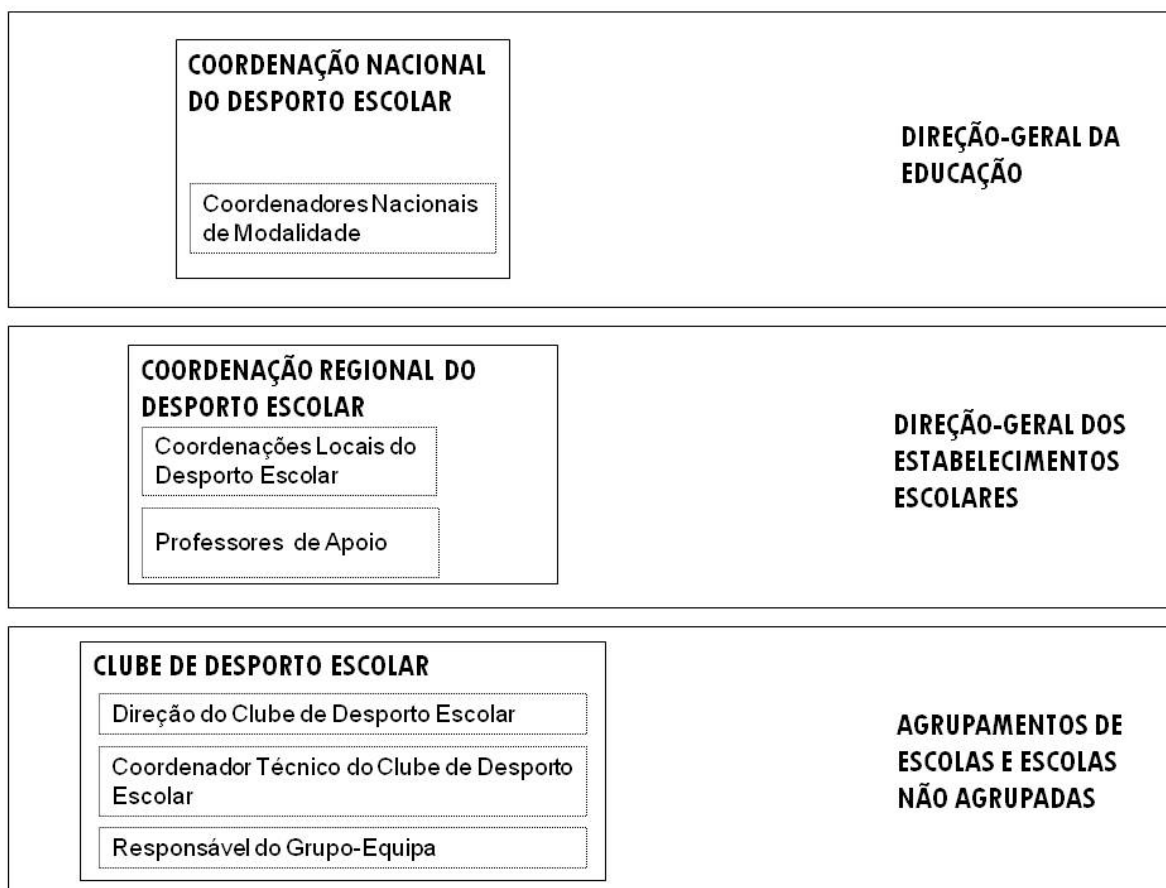 COORDENAÇÃO NACIONAL
DO DESPORTO ESCOLAR
Coordenadores Nacionais
de Modalidade
DIREÇÃO-GERAL DA
EDUCAÇÃO
COORDENAÇÃO REGIONAL DO
DESPORTO ESCOLAR
Coordenações Locais do
Desporto Escolar
Professores de Apoio
DIREÇÃO-GERAL DOS
ESTABELECIMENTOS
ESCOLARES
CLUBE DE DESPORTO ESCOLAR
Direção do Clube de Desporto Escolar
Coordenador Técnico do Clube de Desporto
Escolar
Responsável do Grupo-Equipa
AGRUPAMENTOS DE
ESCOLAS E ESCOLAS
NÃO AGRUPADAS